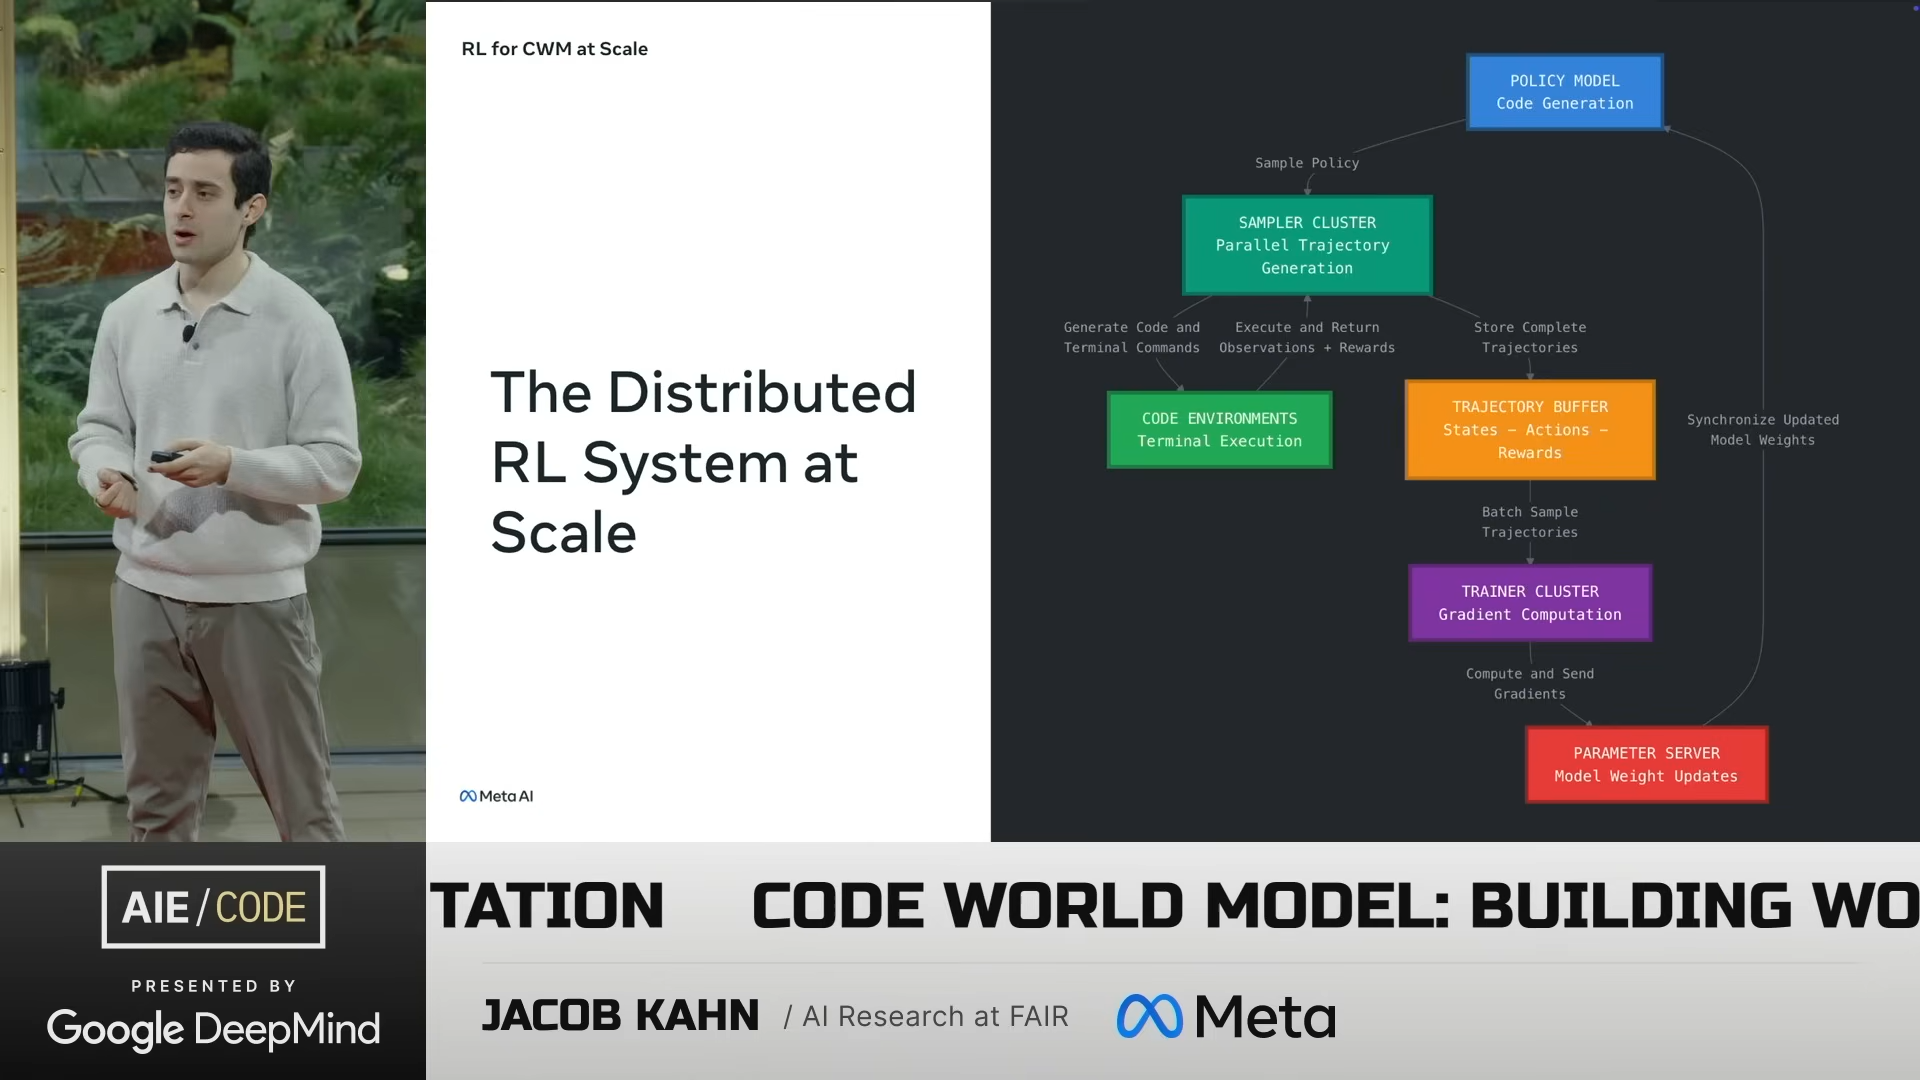 RL for CWM at Scale
The Distributed
RL System at
Scale
Meta AI
POLICY MODEL
Code Generation
Sample Policy
SAMPLER CLUSTER
Parallel Trajectory
Generation
Generate Code and
Terminal Commands
Execute and Return
Observations + Rewards
Store Complete
Trajectories
CODE ENVIRONMENTS
Terminal Execution
TRAJECTORY BUFFER
States – Actions –
Rewards
Synchronize Updated
Model Weights
Batch Sample
Trajectories
TRAINER CLUSTER
Gradient Computation
Compute and Send
Gradients
PARAMETER SERVER
Model Weight Updates
AIE/CODE
PRESENTED BY
Google DeepMind
TATION CODE WORLD MODEL: BUILDING WO
JACOB KAHN / AI Research at FAIR Meta